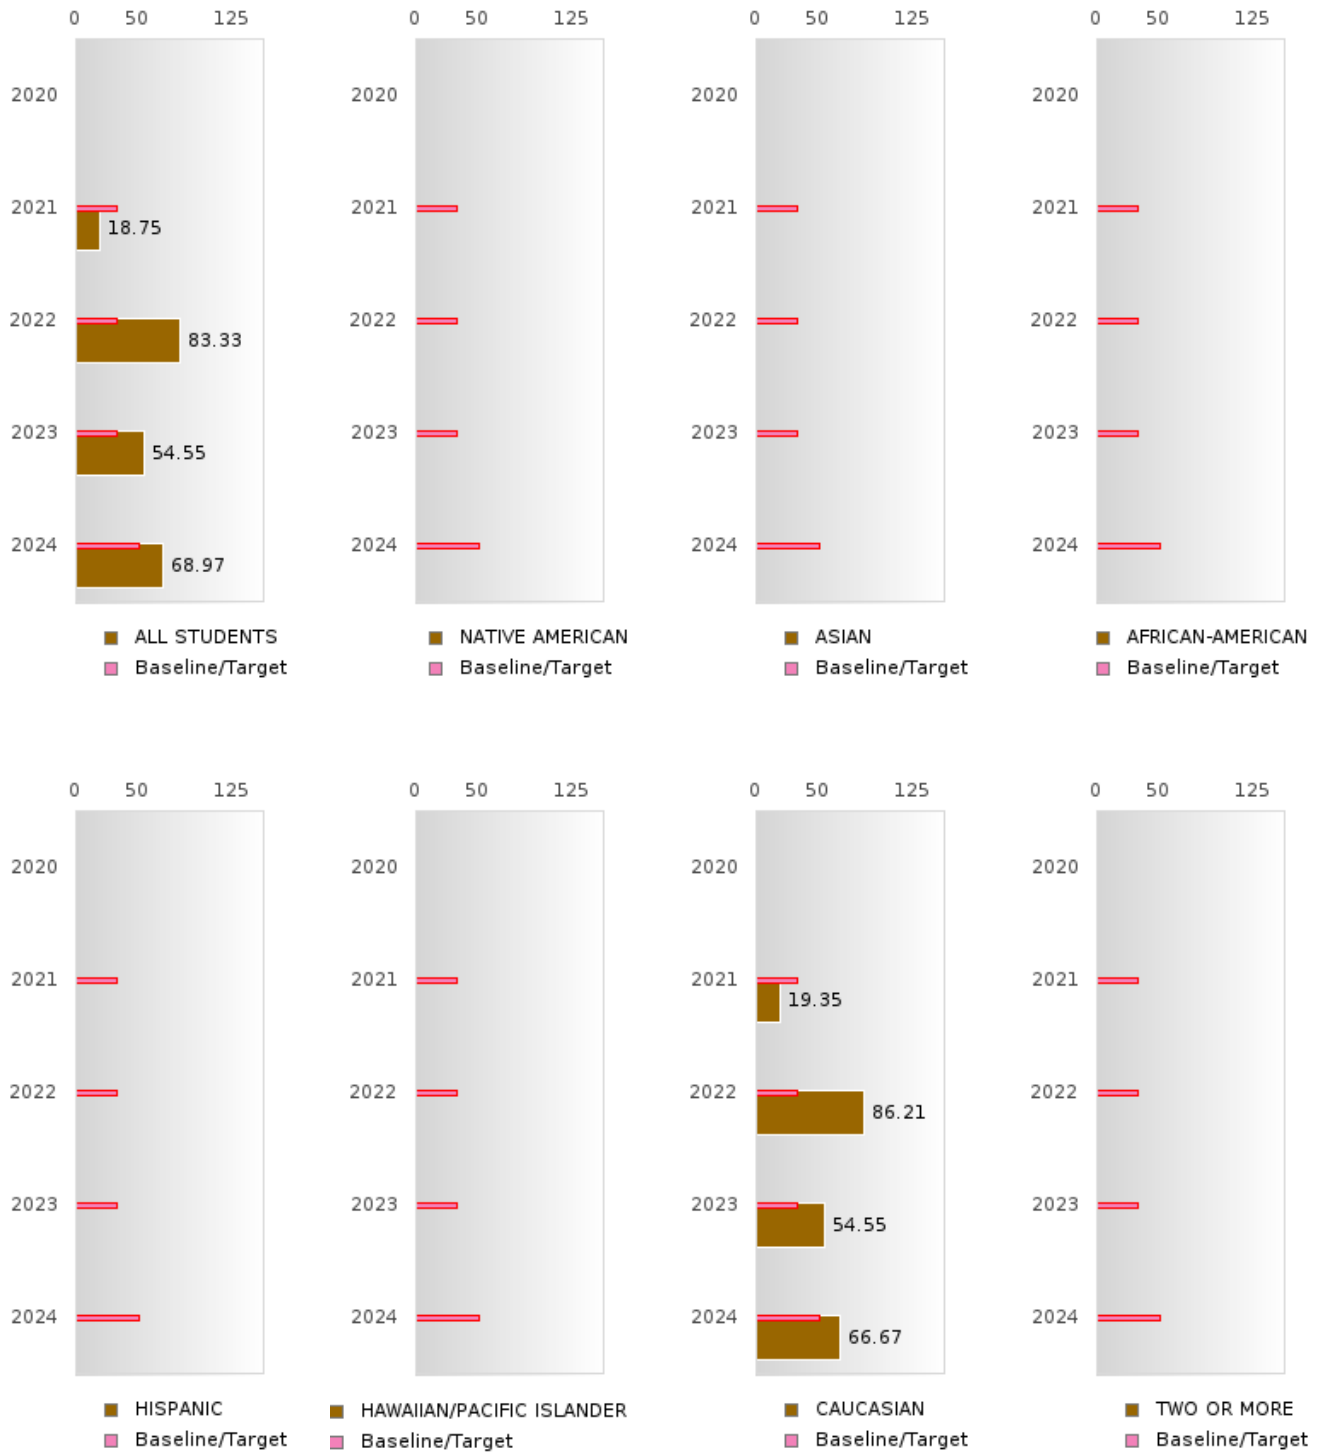 0 50 125 0 50 125 0 50 125 0 50 125
2020 2020 2020 2020
2021 2021 2021 2021
18.75
2022 2022 2022 2022
83.33
2023 2023 2023 2023
54.55
2024 2024 2024 2024
68.97
ALL STUDENTS NATIVE AMERICAN ASIAN AFRICAN-AMERICAN
Baseline/Target Baseline/Target Baseline/Target Baseline/Target
0 50 125 0 50 125 0 50 125 0 50 125
2020 2020 2020 2020
2021 2021 2021 2021
19.35
2022 2022 2022 2022
86.21
2023 2023 2023 2023
54.55
2024 2024 2024 2024
66.67
HISPANIC HAWAIIAN/PACIFIC ISLANDER CAUCASIAN TWO OR MORE
Baseline/Target Baseline/Target Baseline/Target Baseline/Target